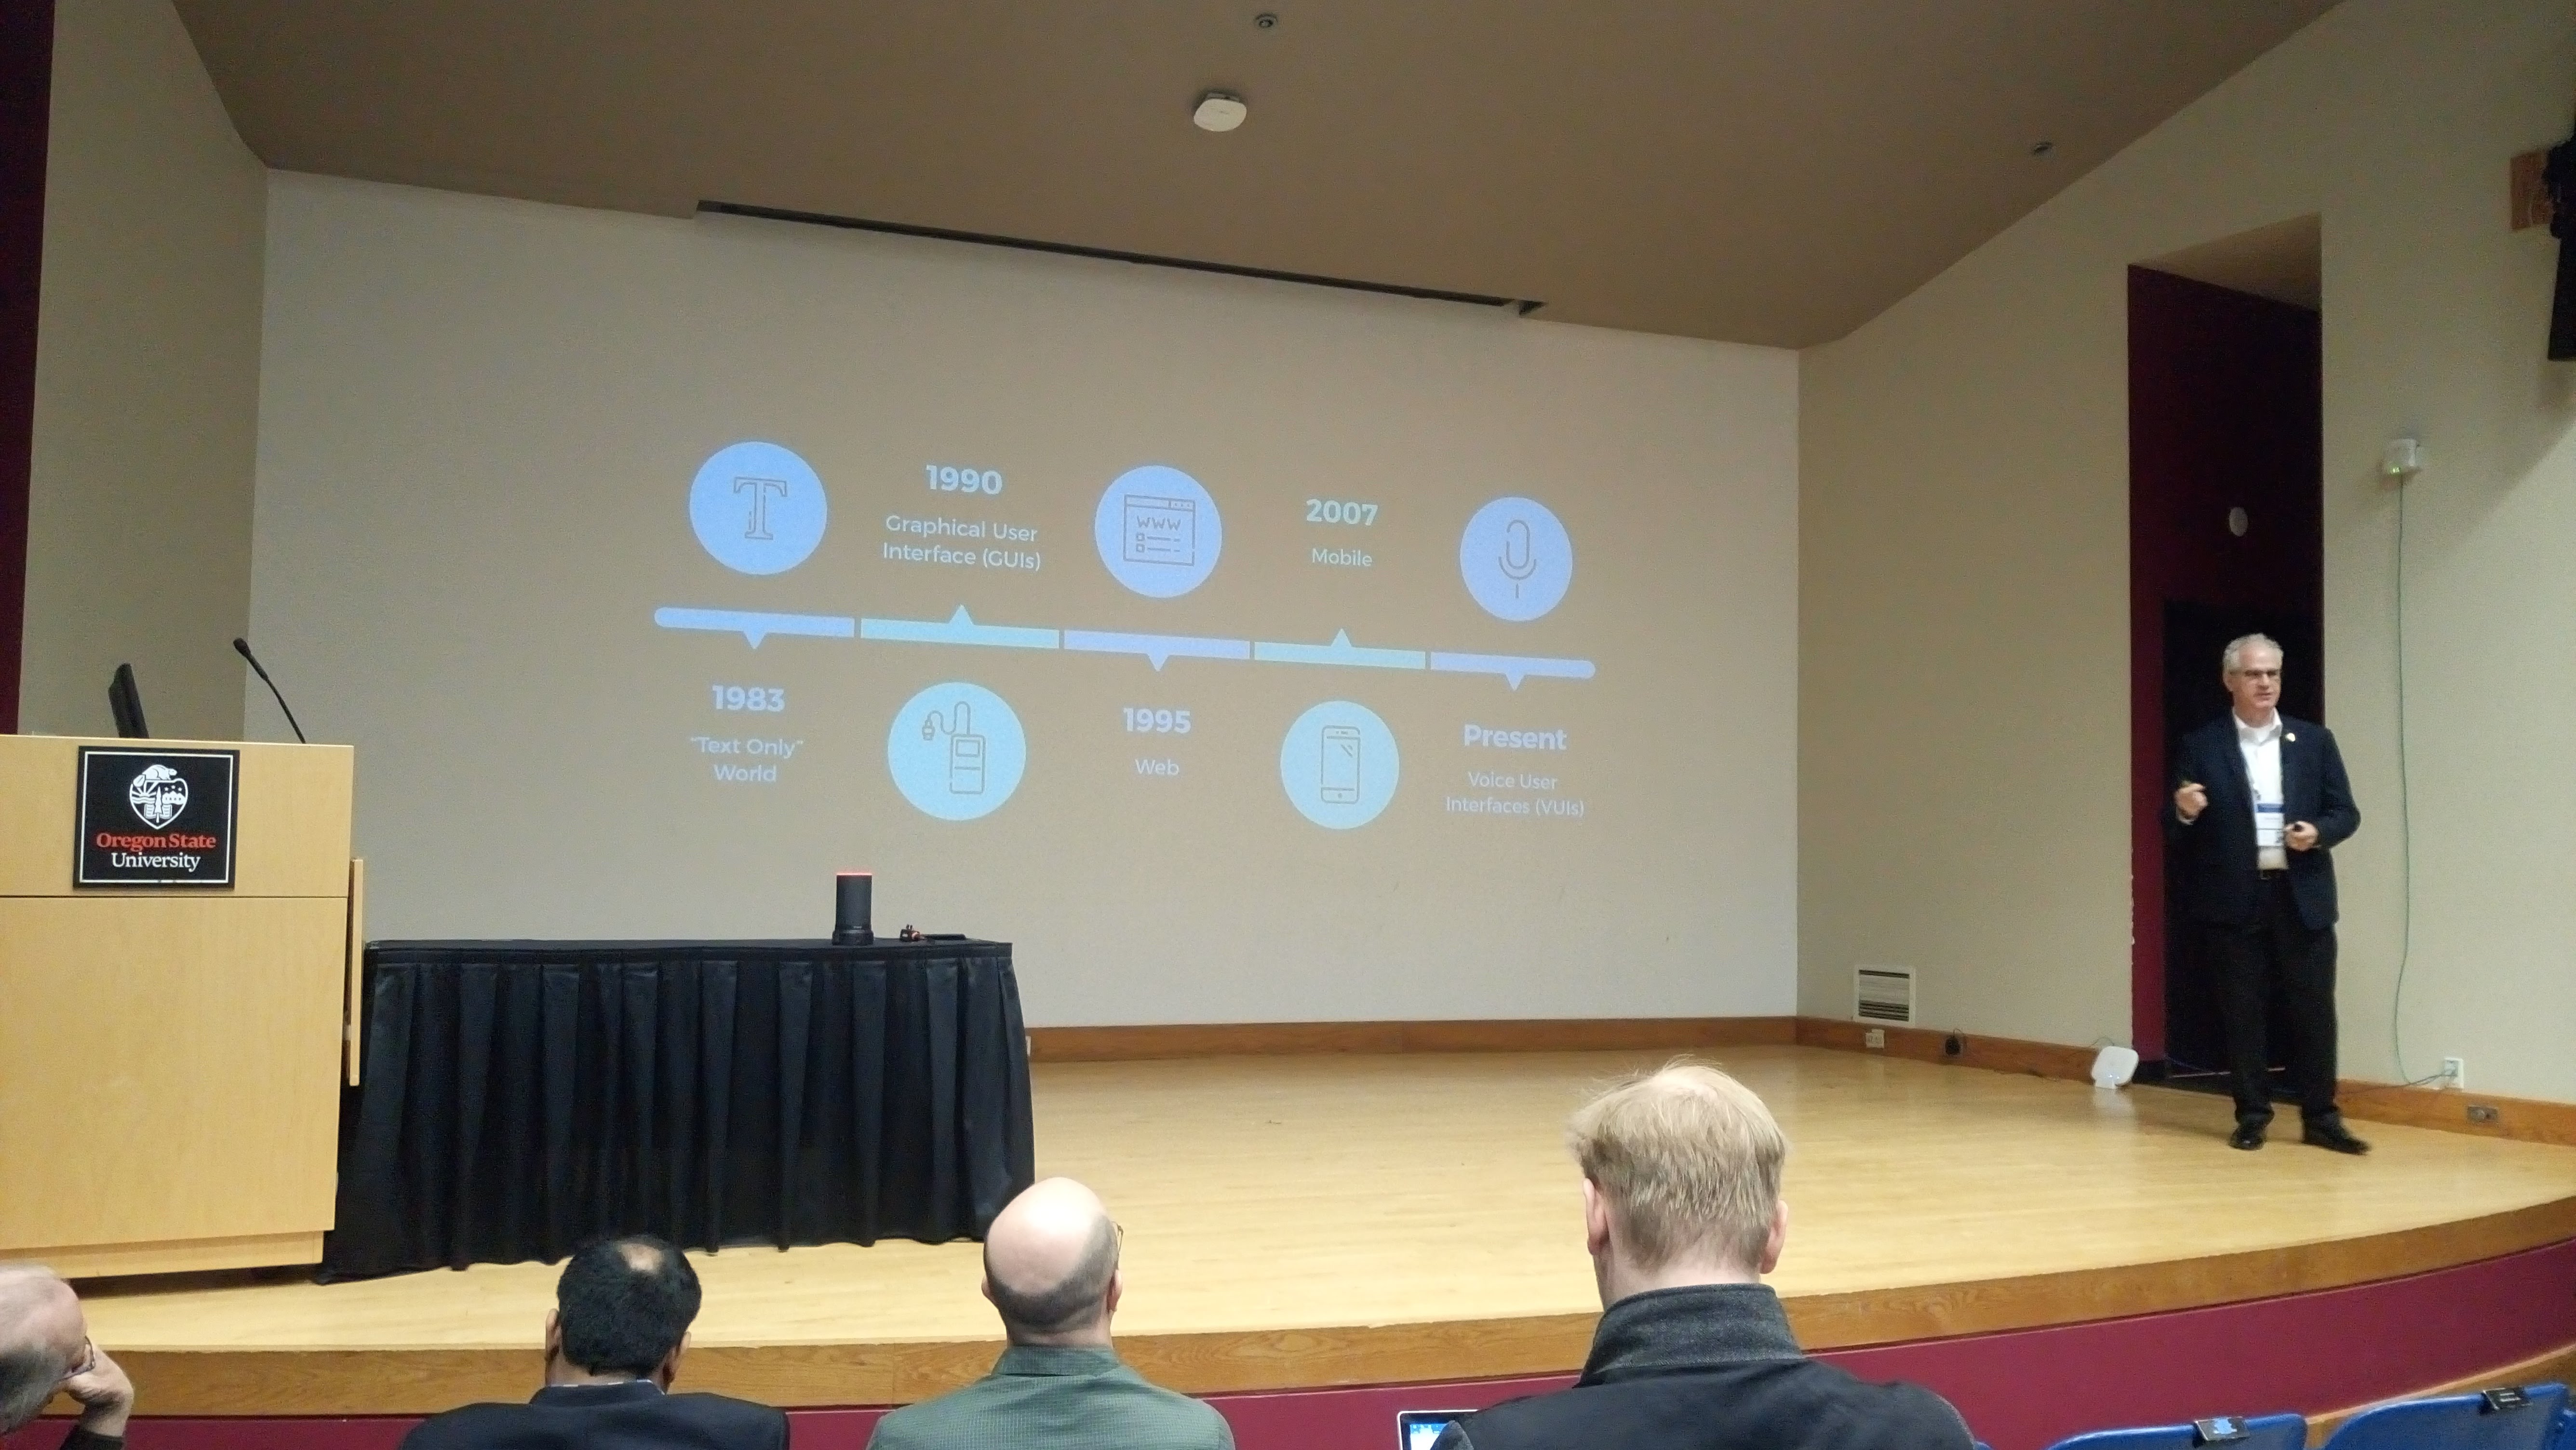 1990
Graphical User
Interface (GUIs)
WWW
2007
Mobile
1983
"Text Only"
World
1995
Web
Present
Voice User
Interfaces (VUIs)
Oregon State
University